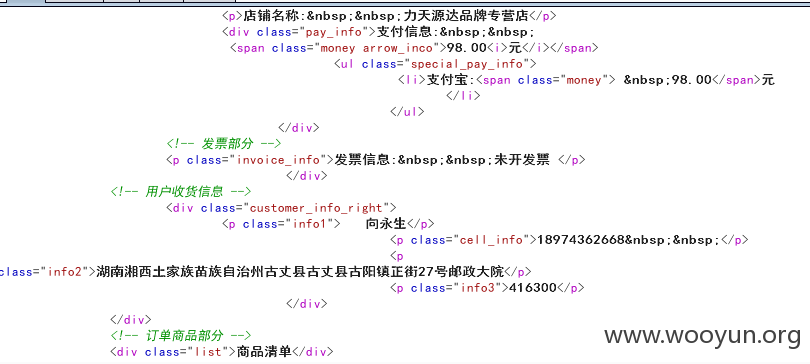 <p>店铺名称:&nbsp;&nbsp;力天源达品牌专营店</p>
<div class="pay_info">支付信息:&nbsp;&nbsp;
<span class="money arrow_inco">98.00<i>元</i></span>
<ul class="special_pay_info">
<li>支付宝:<span class="money"> &nbsp;98.00</span>元
</li>
</ul>
</div>
<!-- 发票部分 -->
<p class="invoice_info">发票信息:&nbsp;&nbsp;未开发票 </p>
</div>
<!-- 用户收货信息 -->
<div class="customer_info_right">
<p class="info1"> 向永生</p>
<p class="cell_info">18974362668&nbsp;&nbsp;</p>
<p
class="info2">湖南湘西土家族苗族自治州古丈县古丈县古阳镇正街27号邮政大院</p>
<p class="info3">416300</p>
</div>
</div>
<!-- 订单商品部分 -->
<div class="list">商品清单</div>
www.wooyun.org